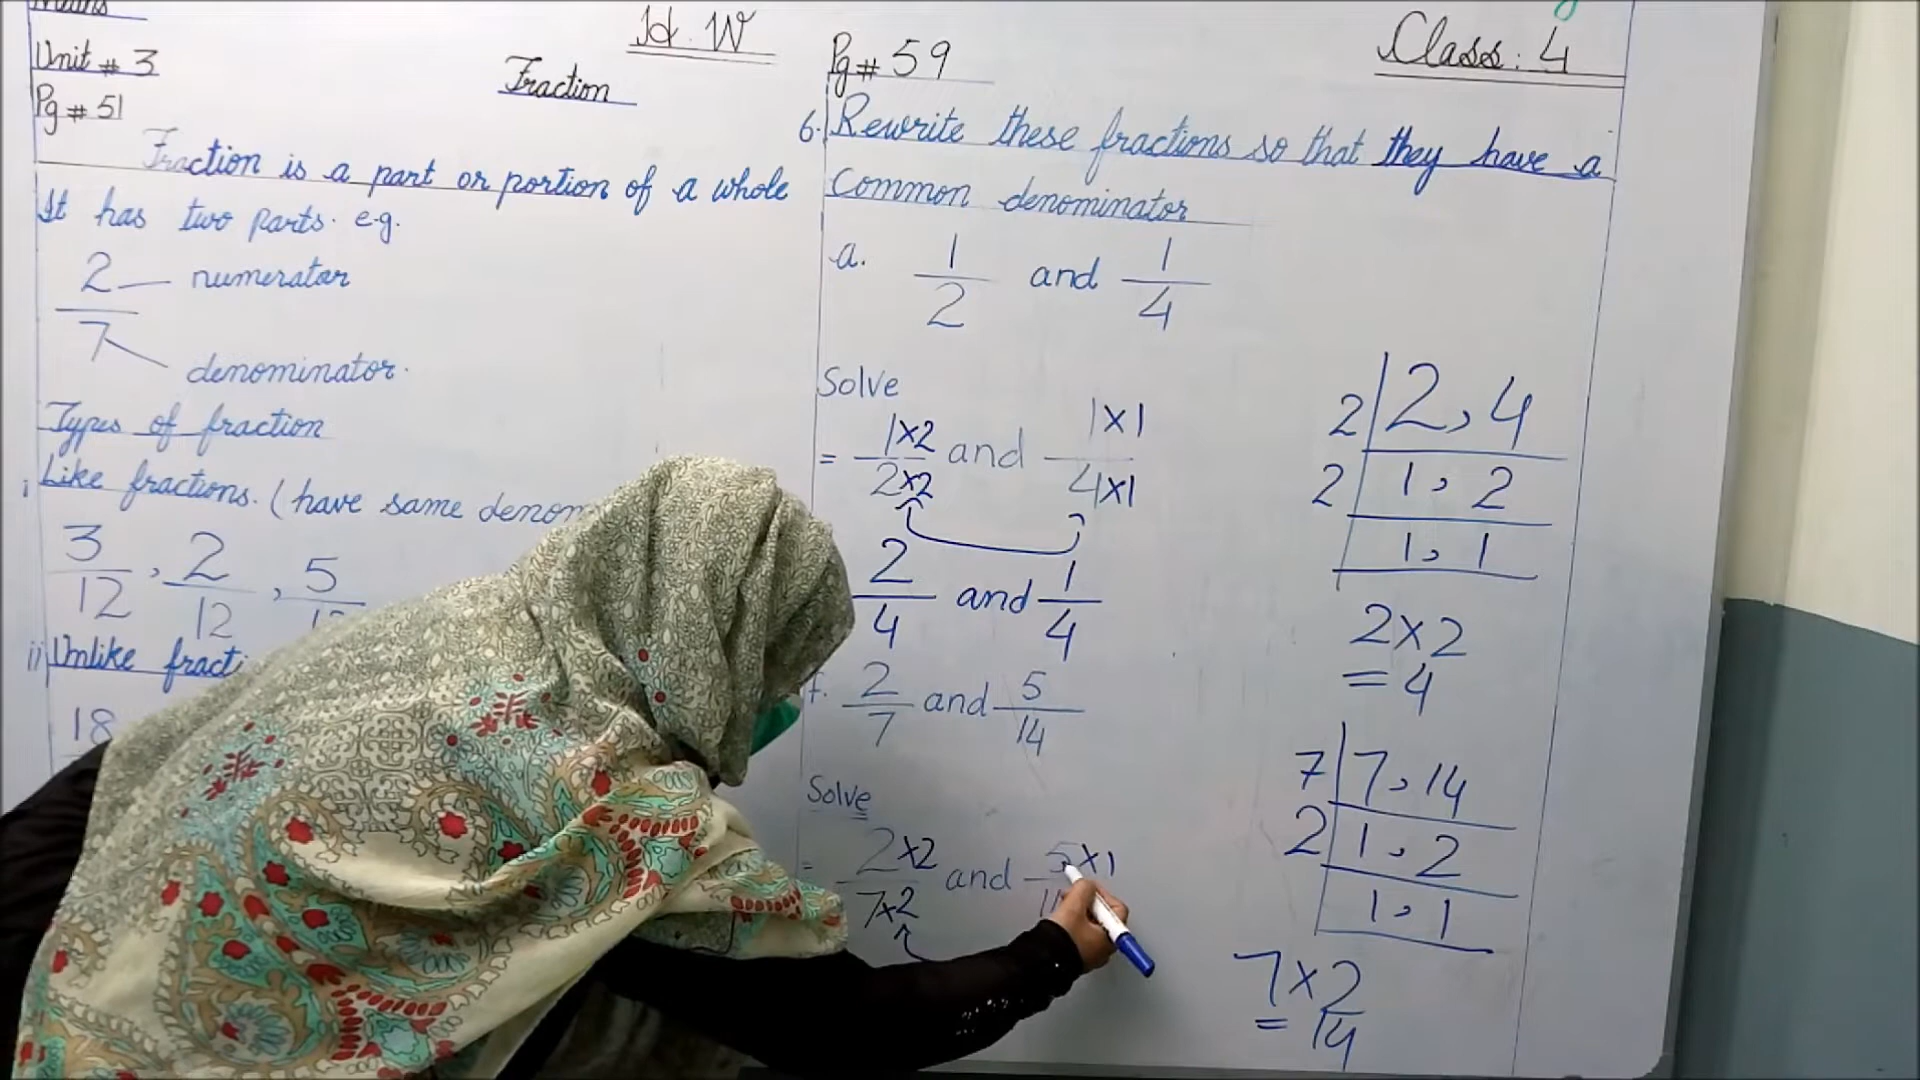 Maths
Unit # 3
Pg # 51
H.W
Fraction
Fraction is a part or portion of a whole
It has two parts. e.g.
2 — numerator
7 denominator.
Types of fraction
i Like fractions. (have same denom
3/12, 2/12, 5/
ii Unlike fracti
18
Pg # 59
Class: 4
6. Rewrite these fractions so that they have a
Common denominator
a. 1/2 and 1/4
Solve
= 1×2/2×2 and 1×1/4×1
2/4 and 1/4
f. 2/7 and 5/14
Solve
= 2×2/7×2 and 5×1
2 | 2, 4
2 | 1, 2
1, 1
2×2
= 4
7 | 7, 14
2 | 1, 2
1, 1
7×2
= 14